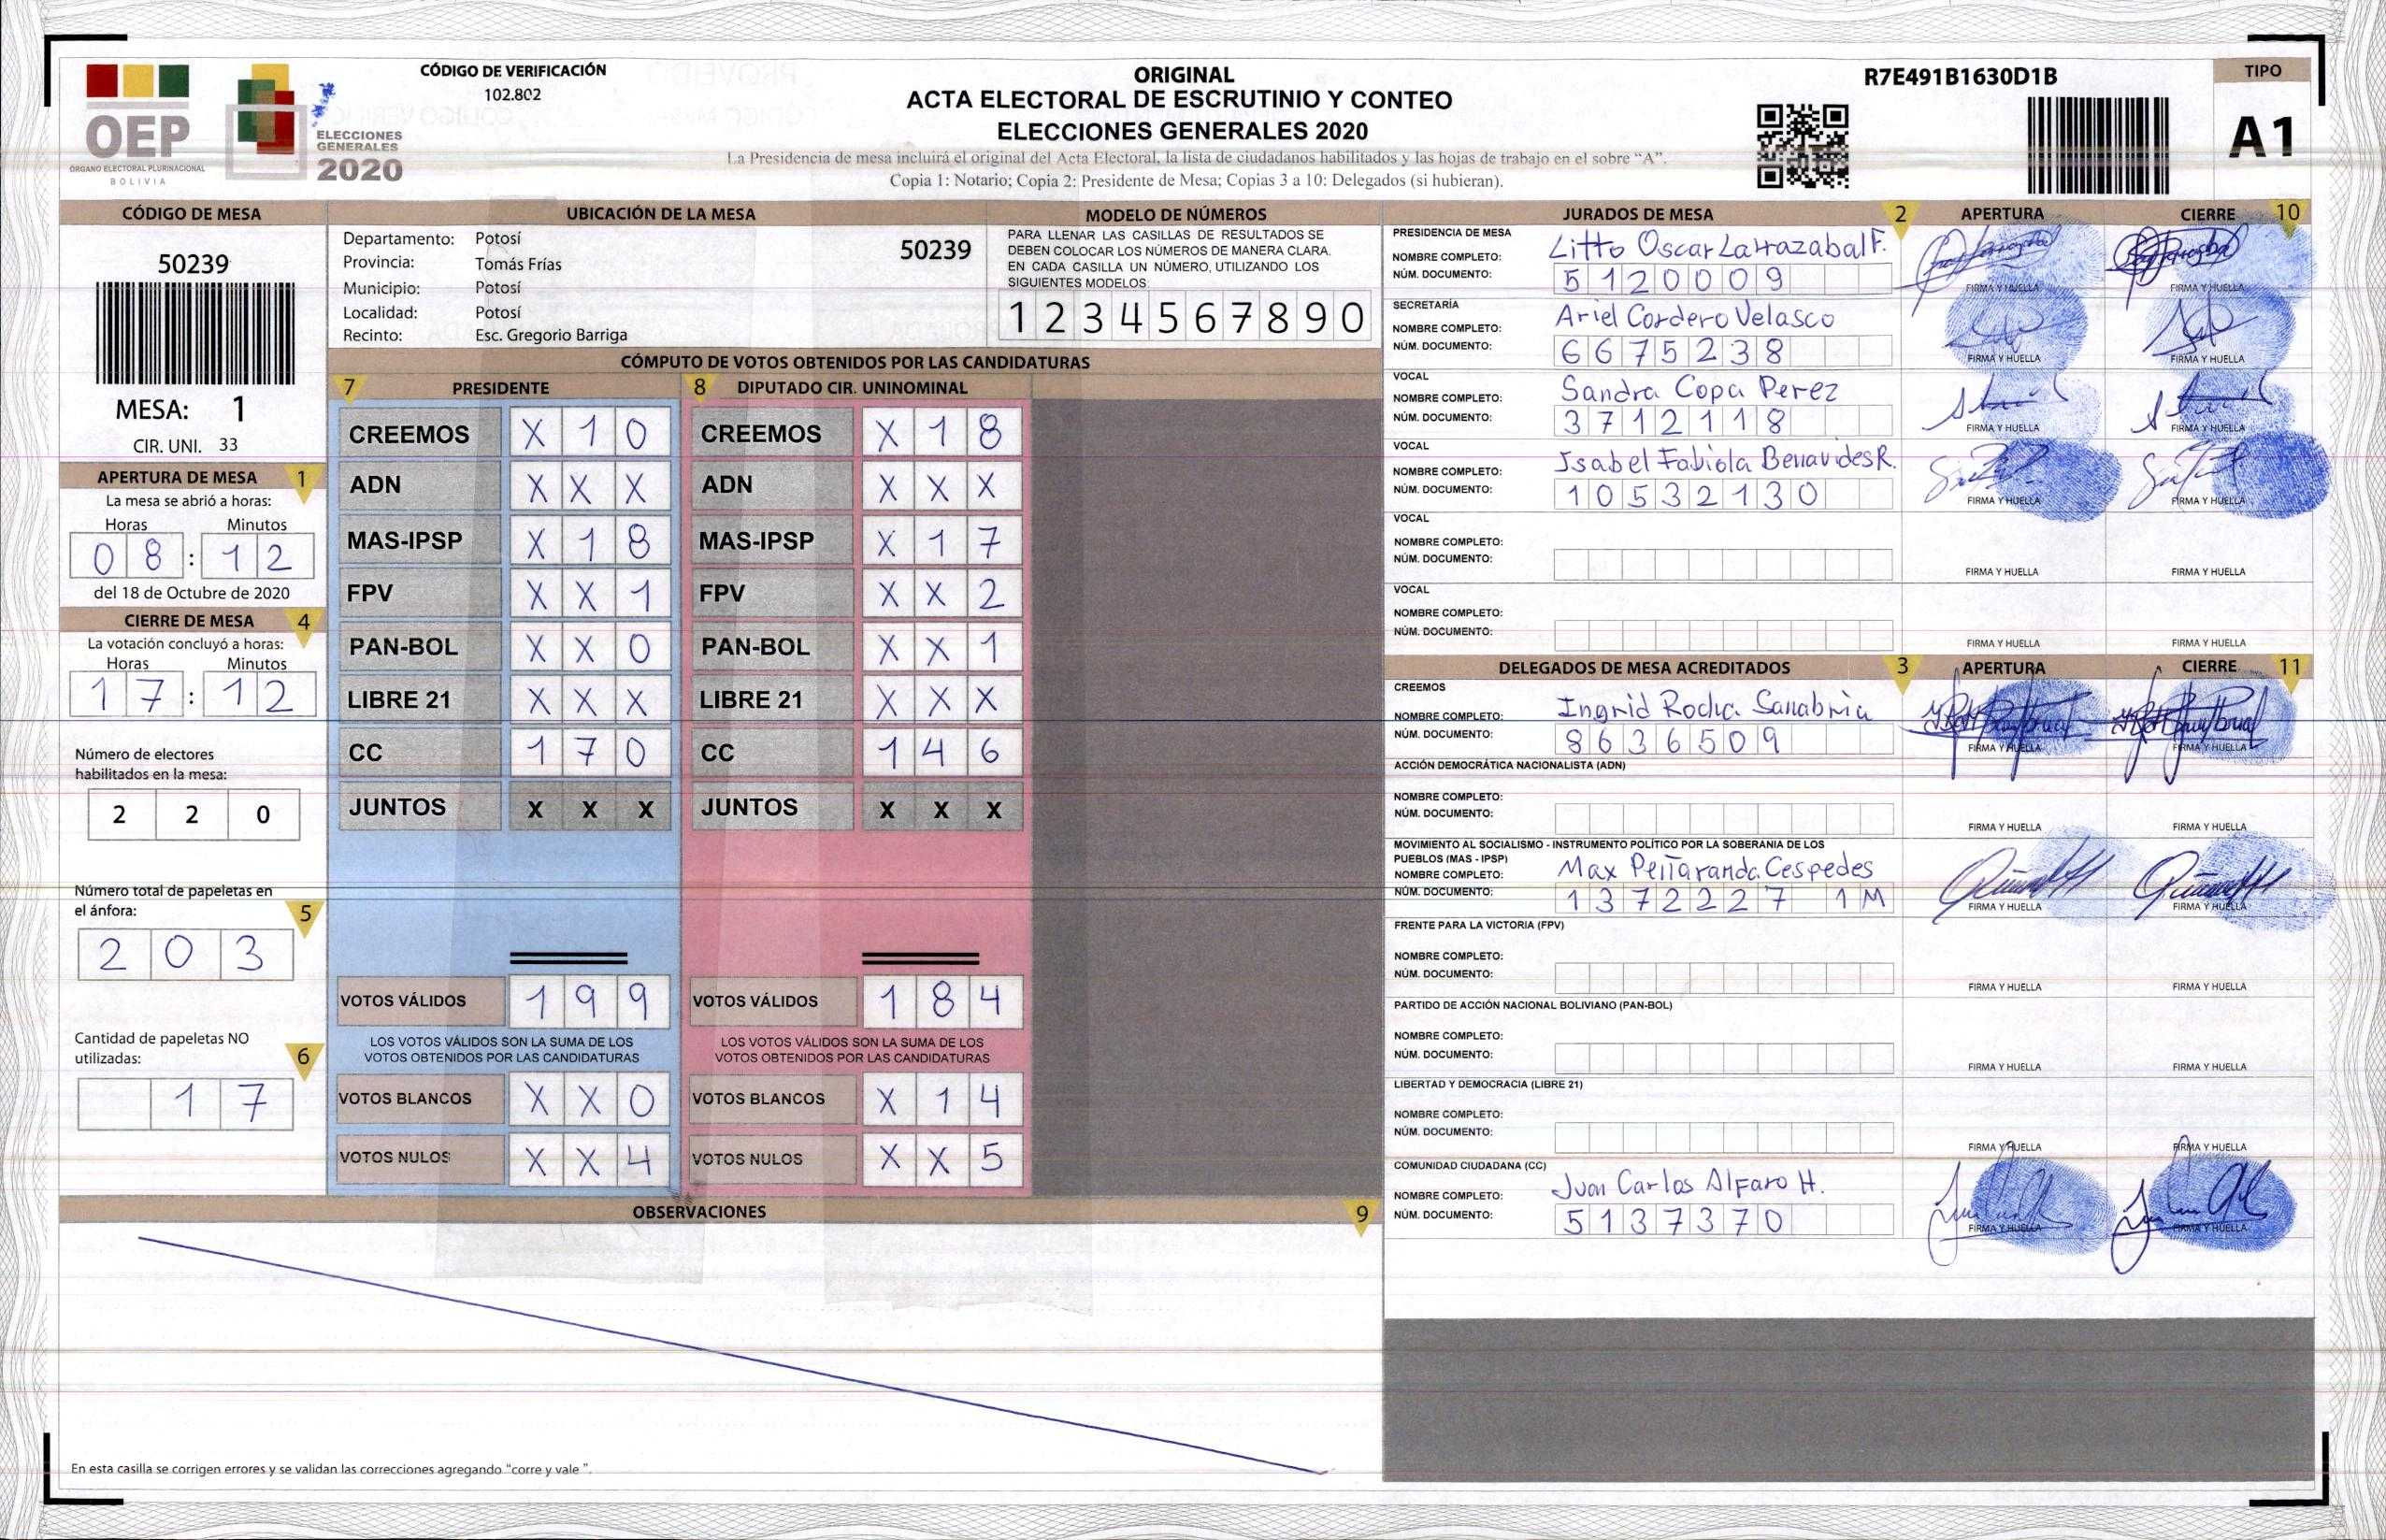 OEP
ÓRGANO ELECTORAL PLURINACIONAL
BOLIVIA
ELECCIONES
GENERALES
2020
CÓDIGO DE VERIFICACIÓN
102.802
ORIGINAL
ACTA ELECTORAL DE ESCRUTINIO Y CONTEO
ELECCIONES GENERALES 2020
La Presidencia de mesa incluirá el original del Acta Electoral, la lista de ciudadanos habilitados y las hojas de trabajo en el sobre “A”.
Copia 1: Notario; Copia 2: Presidente de Mesa; Copias 3 a 10: Delegados (si hubieran).
R7E491B1630D1B
TIPO
A1
CÓDIGO DE MESA
50239
MESA: 1
CIR. UNI. 33
APERTURA DE MESA 1
La mesa se abrió a horas:
Horas Minutos
08:12
del 18 de Octubre de 2020
CIERRE DE MESA 4
La votación concluyó a horas:
Horas Minutos
17:12
Número de electores
habilitados en la mesa:
2 2 0
Número total de papeletas en
el ánfora: 5
2 0 3
Cantidad de papeletas NO
utilizadas: 6
1 7
UBICACIÓN DE LA MESA
Departamento: Potosí 50239
Provincia: Tomás Frías
Municipio: Potosí
Localidad: Potosí
Recinto: Esc. Gregorio Barriga
MODELO DE NÚMEROS
PARA LLENAR LAS CASILLAS DE RESULTADOS SE
DEBEN COLOCAR LOS NÚMEROS DE MANERA CLARA.
EN CADA CASILLA UN NÚMERO, UTILIZANDO LOS
SIGUIENTES MODELOS:
1 2 3 4 5 6 7 8 9 0
CÓMPUTO DE VOTOS OBTENIDOS POR LAS CANDIDATURAS
7 PRESIDENTE 8 DIPUTADO CIR. UNINOMINAL
CREEMOS X 1 0 CREEMOS X 1 8
ADN X X X ADN X X X
MAS-IPSP X 1 8 MAS-IPSP X 1 7
FPV X X 1 FPV X X 2
PAN-BOL X X 0 PAN-BOL X X 1
LIBRE 21 X X X LIBRE 21 X X X
CC 1 7 0 CC 1 4 6
JUNTOS X X X JUNTOS X X X
VOTOS VÁLIDOS 1 9 9 VOTOS VÁLIDOS 1 8 4
LOS VOTOS VÁLIDOS SON LA SUMA DE LOS LOS VOTOS VÁLIDOS SON LA SUMA DE LOS
VOTOS OBTENIDOS POR LAS CANDIDATURAS VOTOS OBTENIDOS POR LAS CANDIDATURAS
VOTOS BLANCOS X X 0 VOTOS BLANCOS X 1 4
VOTOS NULOS X X 4 VOTOS NULOS X X 5
OBSERVACIONES 9
En esta casilla se corrigen errores y se validan las correcciones agregando “corre y vale ”.
JURADOS DE MESA 2 APERTURA CIERRE 10
PRESIDENCIA DE MESA
NOMBRE COMPLETO: Litto Oscar Larrazabal F.
NÚM. DOCUMENTO: 5120009
FIRMA Y HUELLA FIRMA Y HUELLA
SECRETARÍA
NOMBRE COMPLETO: Ariel Cordero Velasco
NÚM. DOCUMENTO: 6675238
FIRMA Y HUELLA FIRMA Y HUELLA
VOCAL
NOMBRE COMPLETO: Sandra Copa Perez
NÚM. DOCUMENTO: 3712118
FIRMA Y HUELLA FIRMA Y HUELLA
VOCAL
NOMBRE COMPLETO: Isabel Fabiola Benavides R.
NÚM. DOCUMENTO: 10532130
FIRMA Y HUELLA FIRMA Y HUELLA
VOCAL
NOMBRE COMPLETO:
NÚM. DOCUMENTO:
FIRMA Y HUELLA FIRMA Y HUELLA
VOCAL
NOMBRE COMPLETO:
NÚM. DOCUMENTO:
FIRMA Y HUELLA FIRMA Y HUELLA
DELEGADOS DE MESA ACREDITADOS 3 APERTURA CIERRE 11
CREEMOS
NOMBRE COMPLETO: Ingrid Rocha Sanabria
NÚM. DOCUMENTO: 8636509
FIRMA Y HUELLA FIRMA Y HUELLA
ACCIÓN DEMOCRÁTICA NACIONALISTA (ADN)
NOMBRE COMPLETO:
NÚM. DOCUMENTO:
FIRMA Y HUELLA FIRMA Y HUELLA
MOVIMIENTO AL SOCIALISMO - INSTRUMENTO POLÍTICO POR LA SOBERANIA DE LOS
PUEBLOS (MAS - IPSP)
NOMBRE COMPLETO: Max Peñaranda Cespedes
NÚM. DOCUMENTO: 1372227 1M
FIRMA Y HUELLA FIRMA Y HUELLA
FRENTE PARA LA VICTORIA (FPV)
NOMBRE COMPLETO:
NÚM. DOCUMENTO:
FIRMA Y HUELLA FIRMA Y HUELLA
PARTIDO DE ACCIÓN NACIONAL BOLIVIANO (PAN-BOL)
NOMBRE COMPLETO:
NÚM. DOCUMENTO:
FIRMA Y HUELLA FIRMA Y HUELLA
LIBERTAD Y DEMOCRACIA (LIBRE 21)
NOMBRE COMPLETO:
NÚM. DOCUMENTO:
FIRMA Y HUELLA FIRMA Y HUELLA
COMUNIDAD CIUDADANA (CC)
NOMBRE COMPLETO: Juan Carlos Alfaro H.
NÚM. DOCUMENTO: 5137370
FIRMA Y HUELLA FIRMA Y HUELLA